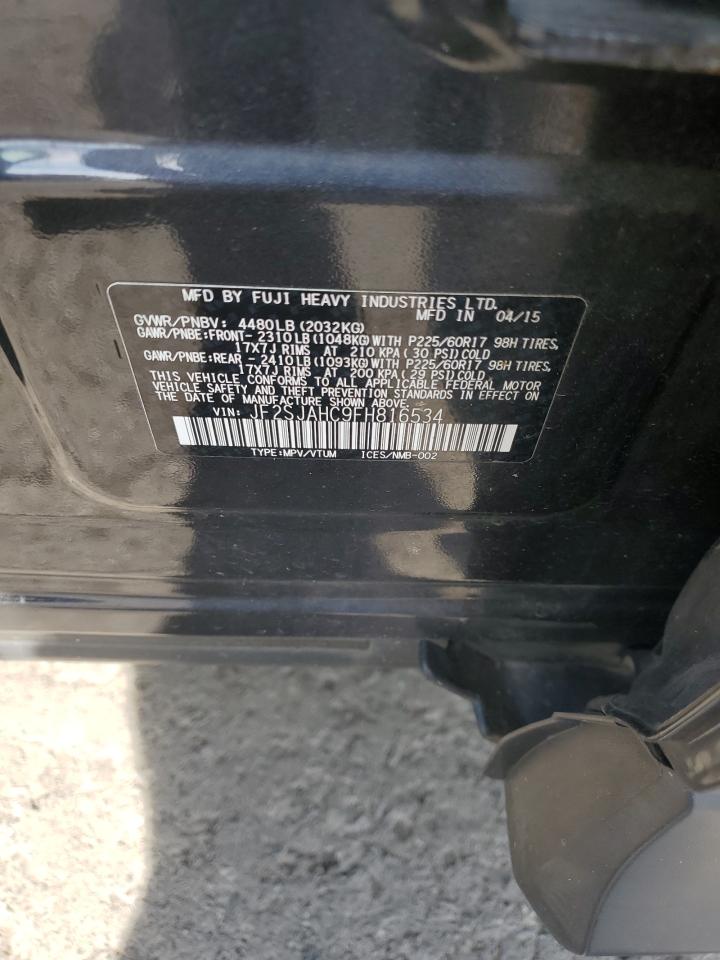 MFD BY FUJI HEAVY INDUSTRIES LTD.
MFD IN 04/15
GVWR/PNBV: 4480LB (2032KG)
GAWR/PNBE:FRONT- 2310LB (1048KG) WITH P225/60R17 98H TIRES,
17X7J RIMS AT 210 KPA (30 PSI) COLD
GAWR/PNBE:REAR - 2410LB (1093KG) WITH P225/60R17 98H TIRES,
17X7J RIMS AT 200 KPA (29 PSI) COLD
THIS VEHICLE CONFORMS TO ALL APPLICABLE FEDERAL MOTOR
VEHICLE SAFETY AND THEFT PREVENTION STANDARDS IN EFFECT ON
THE DATE OF MANUFACTURE SHOWN ABOVE.
VIN: JF2SJAHC9FH816534
TYPE:MPV/VTUM ICES/NMB-002